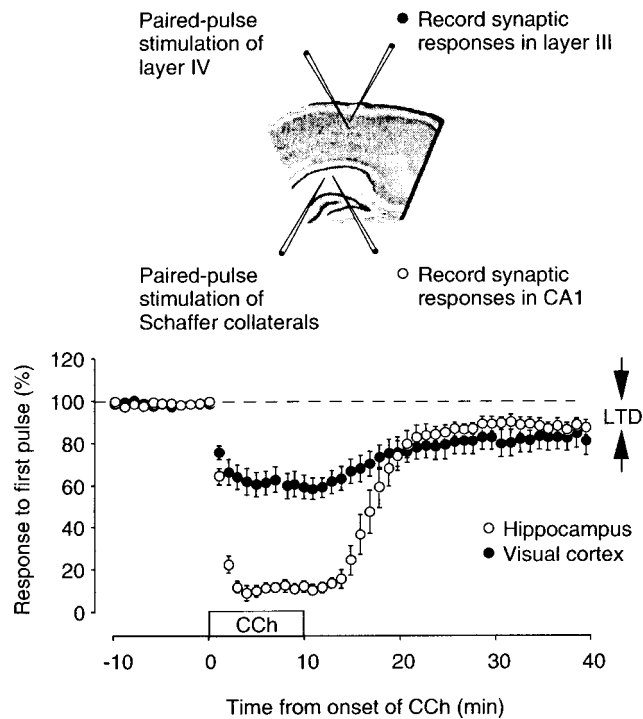 Paired-pulse
stimulation of
layer IV
Record synaptic
responses in layer III
Paired-pulse
stimulation of
Schaffer collaterals
Record synaptic
responses in CA1
Response to first pulse (%)
120
100
80
60
40
20
0
LTD
Hippocampus
Visual cortex
CCh
-10
0
10
20
30
40
Time from onset of CCh (min)